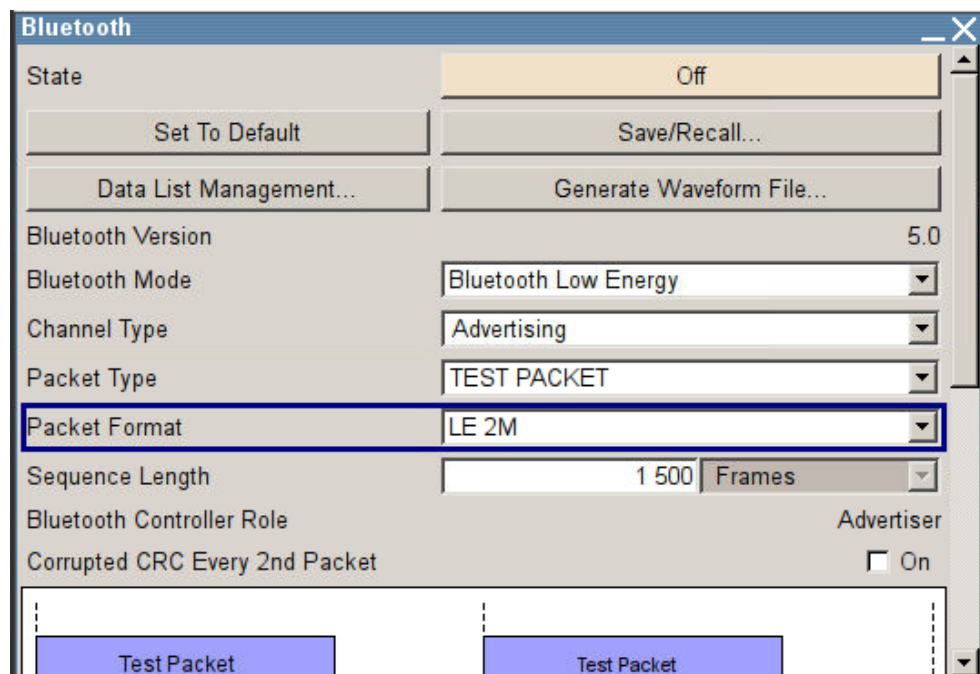 Bluetooth
State Off
Set To Default Save/Recall...
Data List Management... Generate Waveform File...
Bluetooth Version 5.0
Bluetooth Mode Bluetooth Low Energy
Channel Type Advertising
Packet Type TEST PACKET
Packet Format LE 2M
Sequence Length 1 500 Frames
Bluetooth Controller Role Advertiser
Corrupted CRC Every 2nd Packet On
Test Packet Test Packet